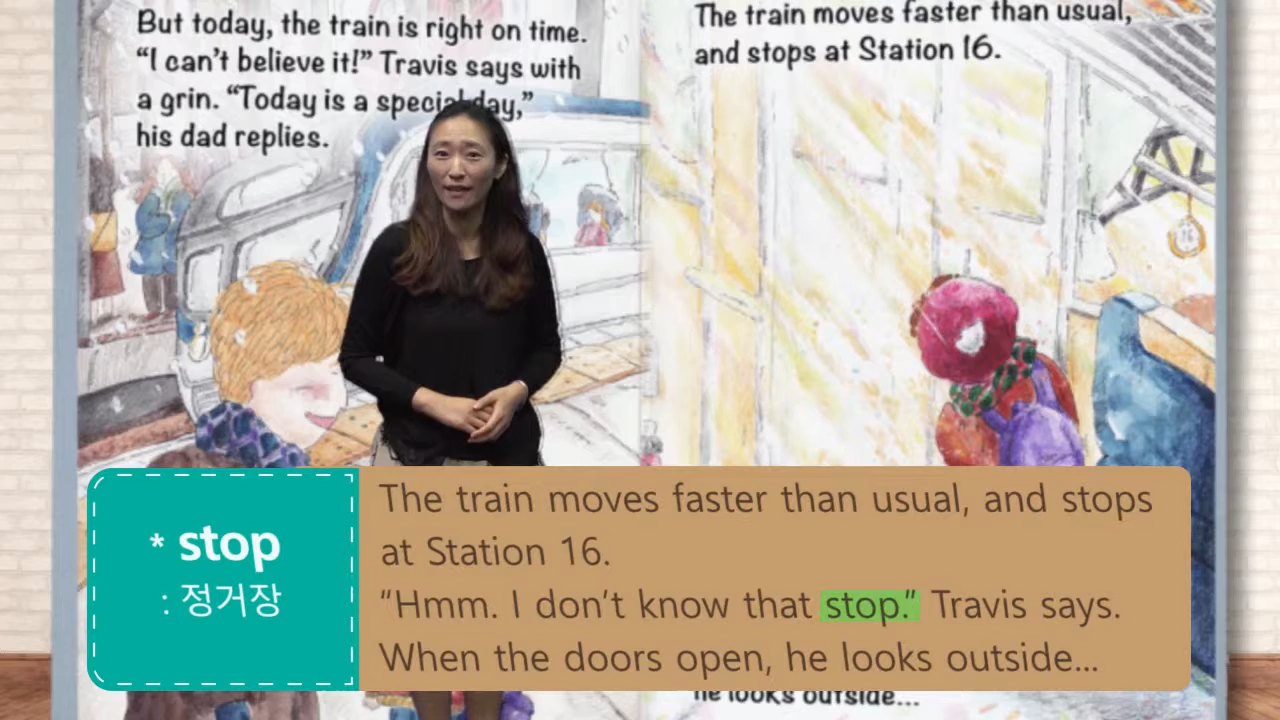 But today, the train is right on time.
“I can’t believe it!” Travis says with
a grin. “Today is a special day,”
his dad replies.
The train moves faster than usual,
and stops at Station 16.
16
* stop
: 정거장
The train moves faster than usual, and stops
at Station 16.
“Hmm. I don’t know that stop.” Travis says.
When the doors open, he looks outside...
he looks outside...